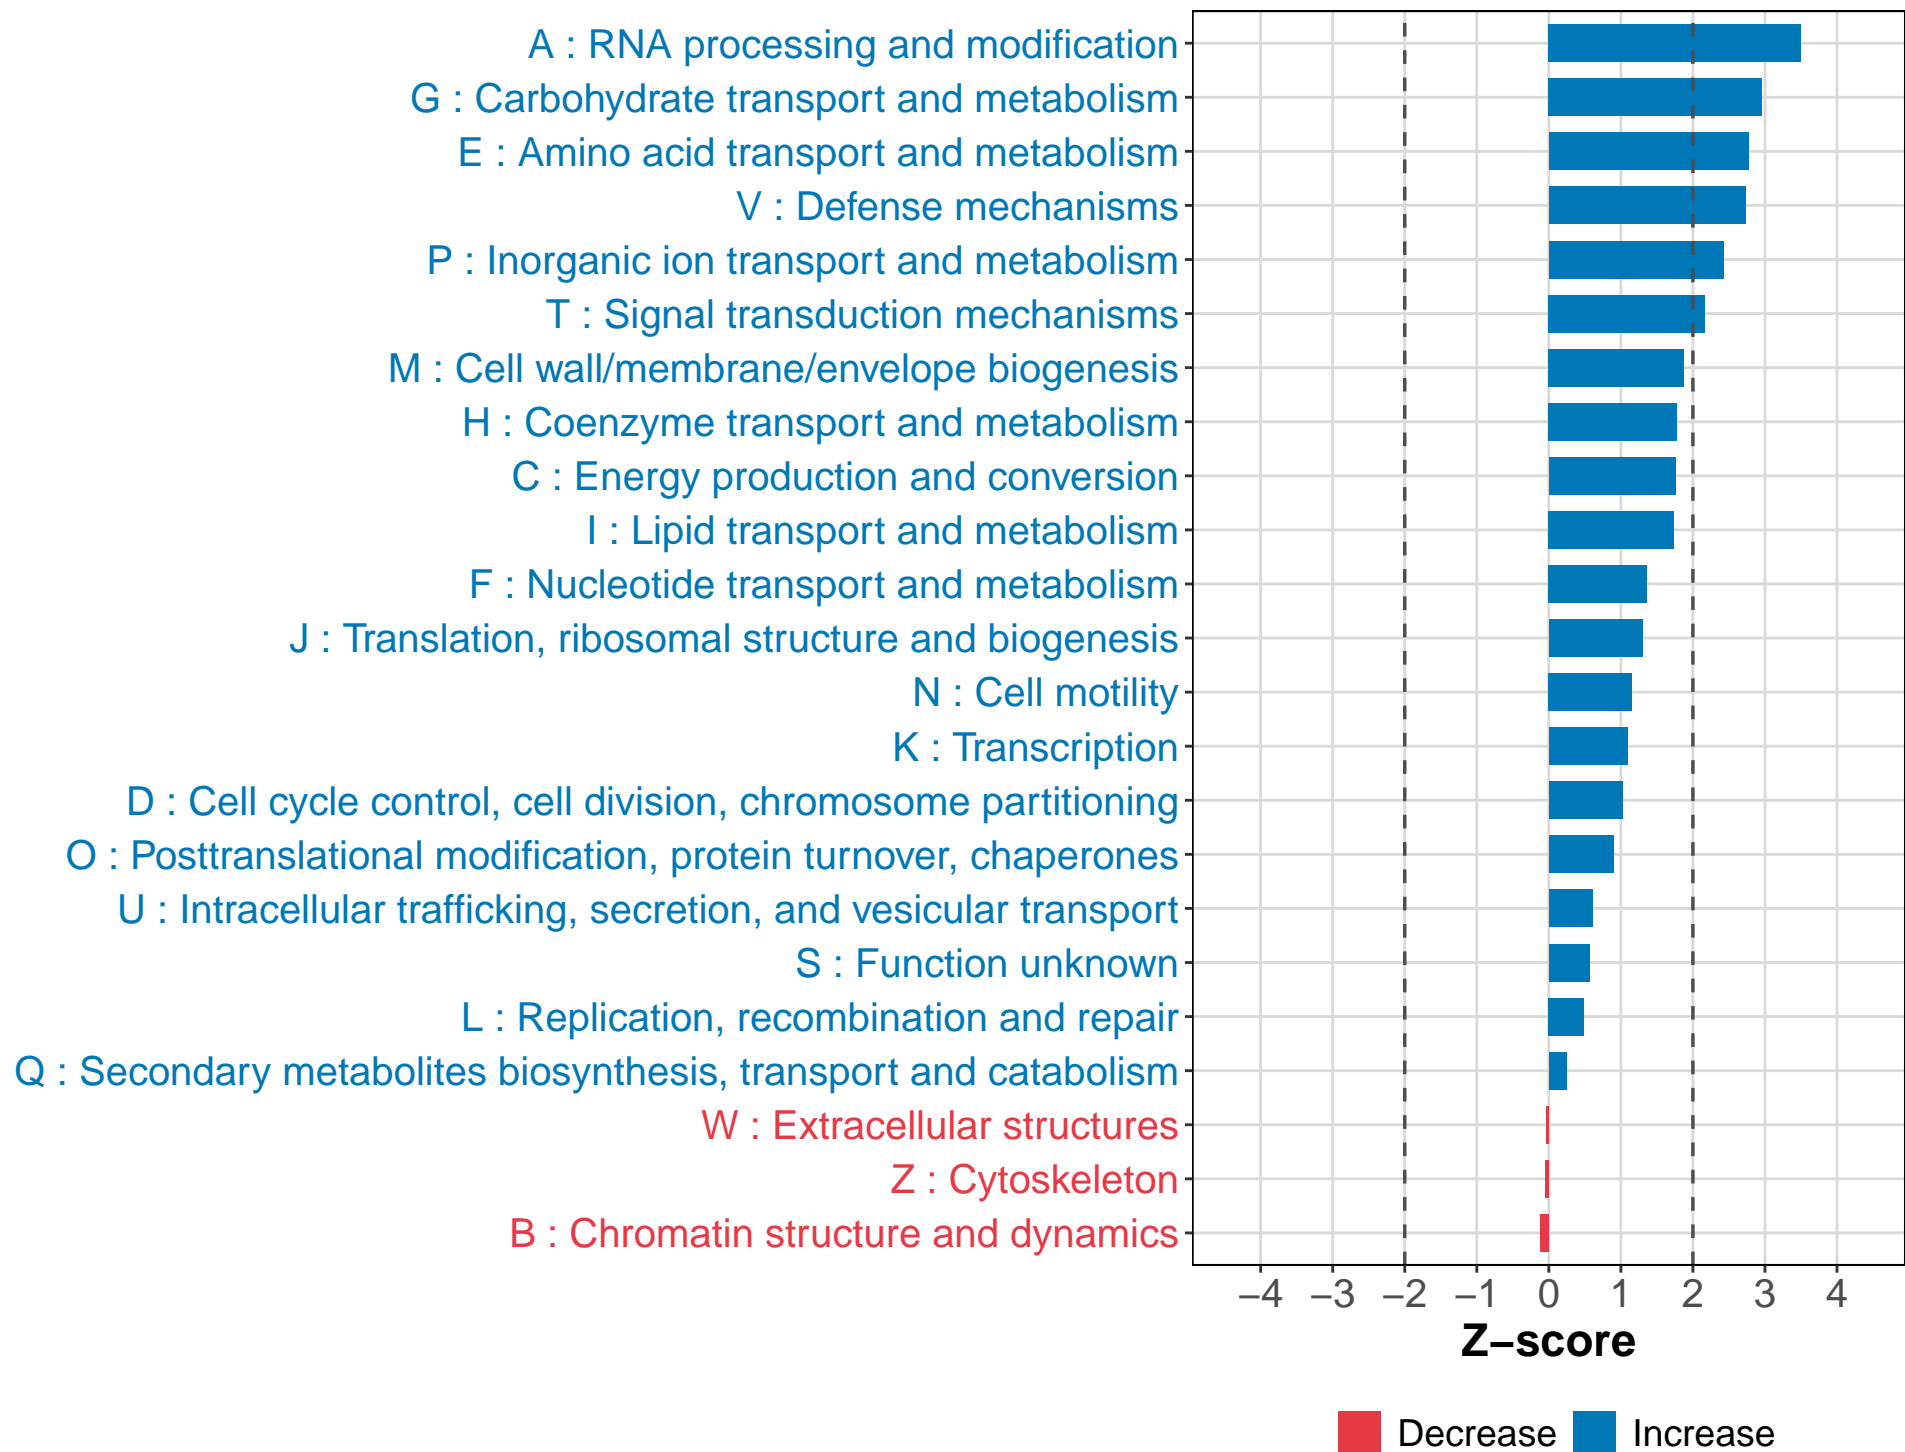 A : RNA processing and modification
G : Carbohydrate transport and metabolism
E : Amino acid transport and metabolism
V : Defense mechanisms
P : Inorganic ion transport and metabolism
T : Signal transduction mechanisms
M : Cell wall/membrane/envelope biogenesis
H : Coenzyme transport and metabolism
C : Energy production and conversion
I : Lipid transport and metabolism
F : Nucleotide transport and metabolism
J : Translation, ribosomal structure and biogenesis
N : Cell motility
K : Transcription
D : Cell cycle control, cell division, chromosome partitioning
O : Posttranslational modification, protein turnover, chaperones
U : Intracellular trafficking, secretion, and vesicular transport
S : Function unknown
L : Replication, recombination and repair
Q : Secondary metabolites biosynthesis, transport and catabolism
W : Extracellular structures
Z : Cytoskeleton
B : Chromatin structure and dynamics
−4 −3 −2 −1 0 1 2 3 4
Z−score
Decrease Increase